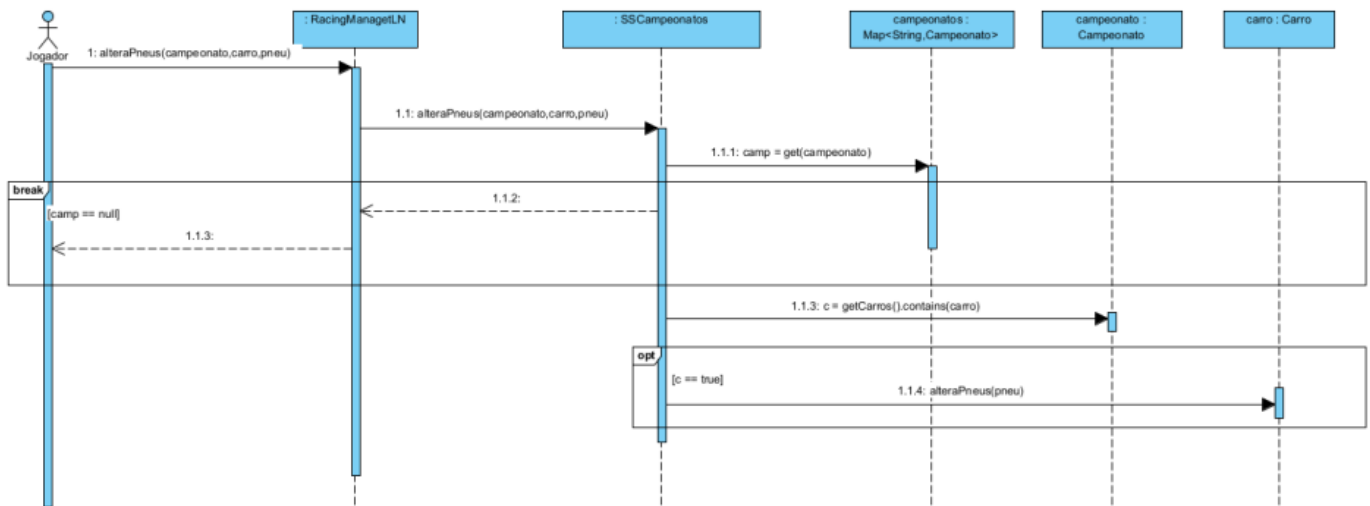 : RacingManagetLN
: SSCampeonatos
campeonatos :
Map<String,Campeonato>
campeonato :
Campeonato
carro : Carro
Jogador
1: alteraPneus(campeonato,carro,pneu)
1.1: alteraPneus(campeonato,carro,pneu)
1.1.1: camp = get(campeonato)
break
[camp == null]
1.1.2:
1.1.3:
1.1.3: c = getCarros().contains(carro)
opt
[c == true]
1.1.4: alteraPneus(pneu)